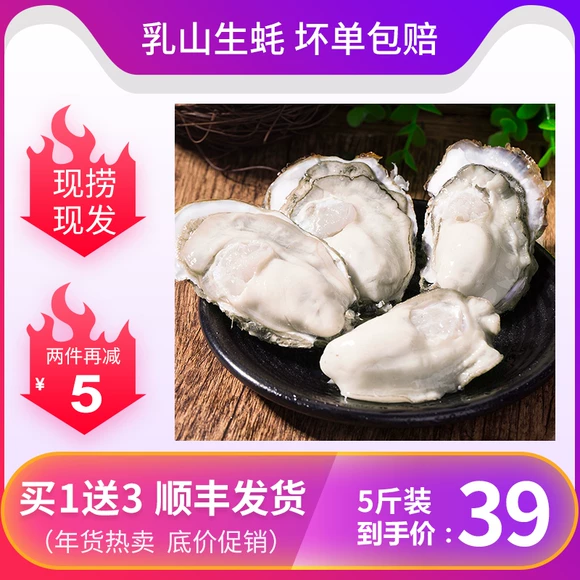 乳山生蚝 坏单包赔
现捞
现发
两件再减
¥ 5
买1送3 顺丰发货
（年货热卖 底价促销）
5斤装
到手价：39